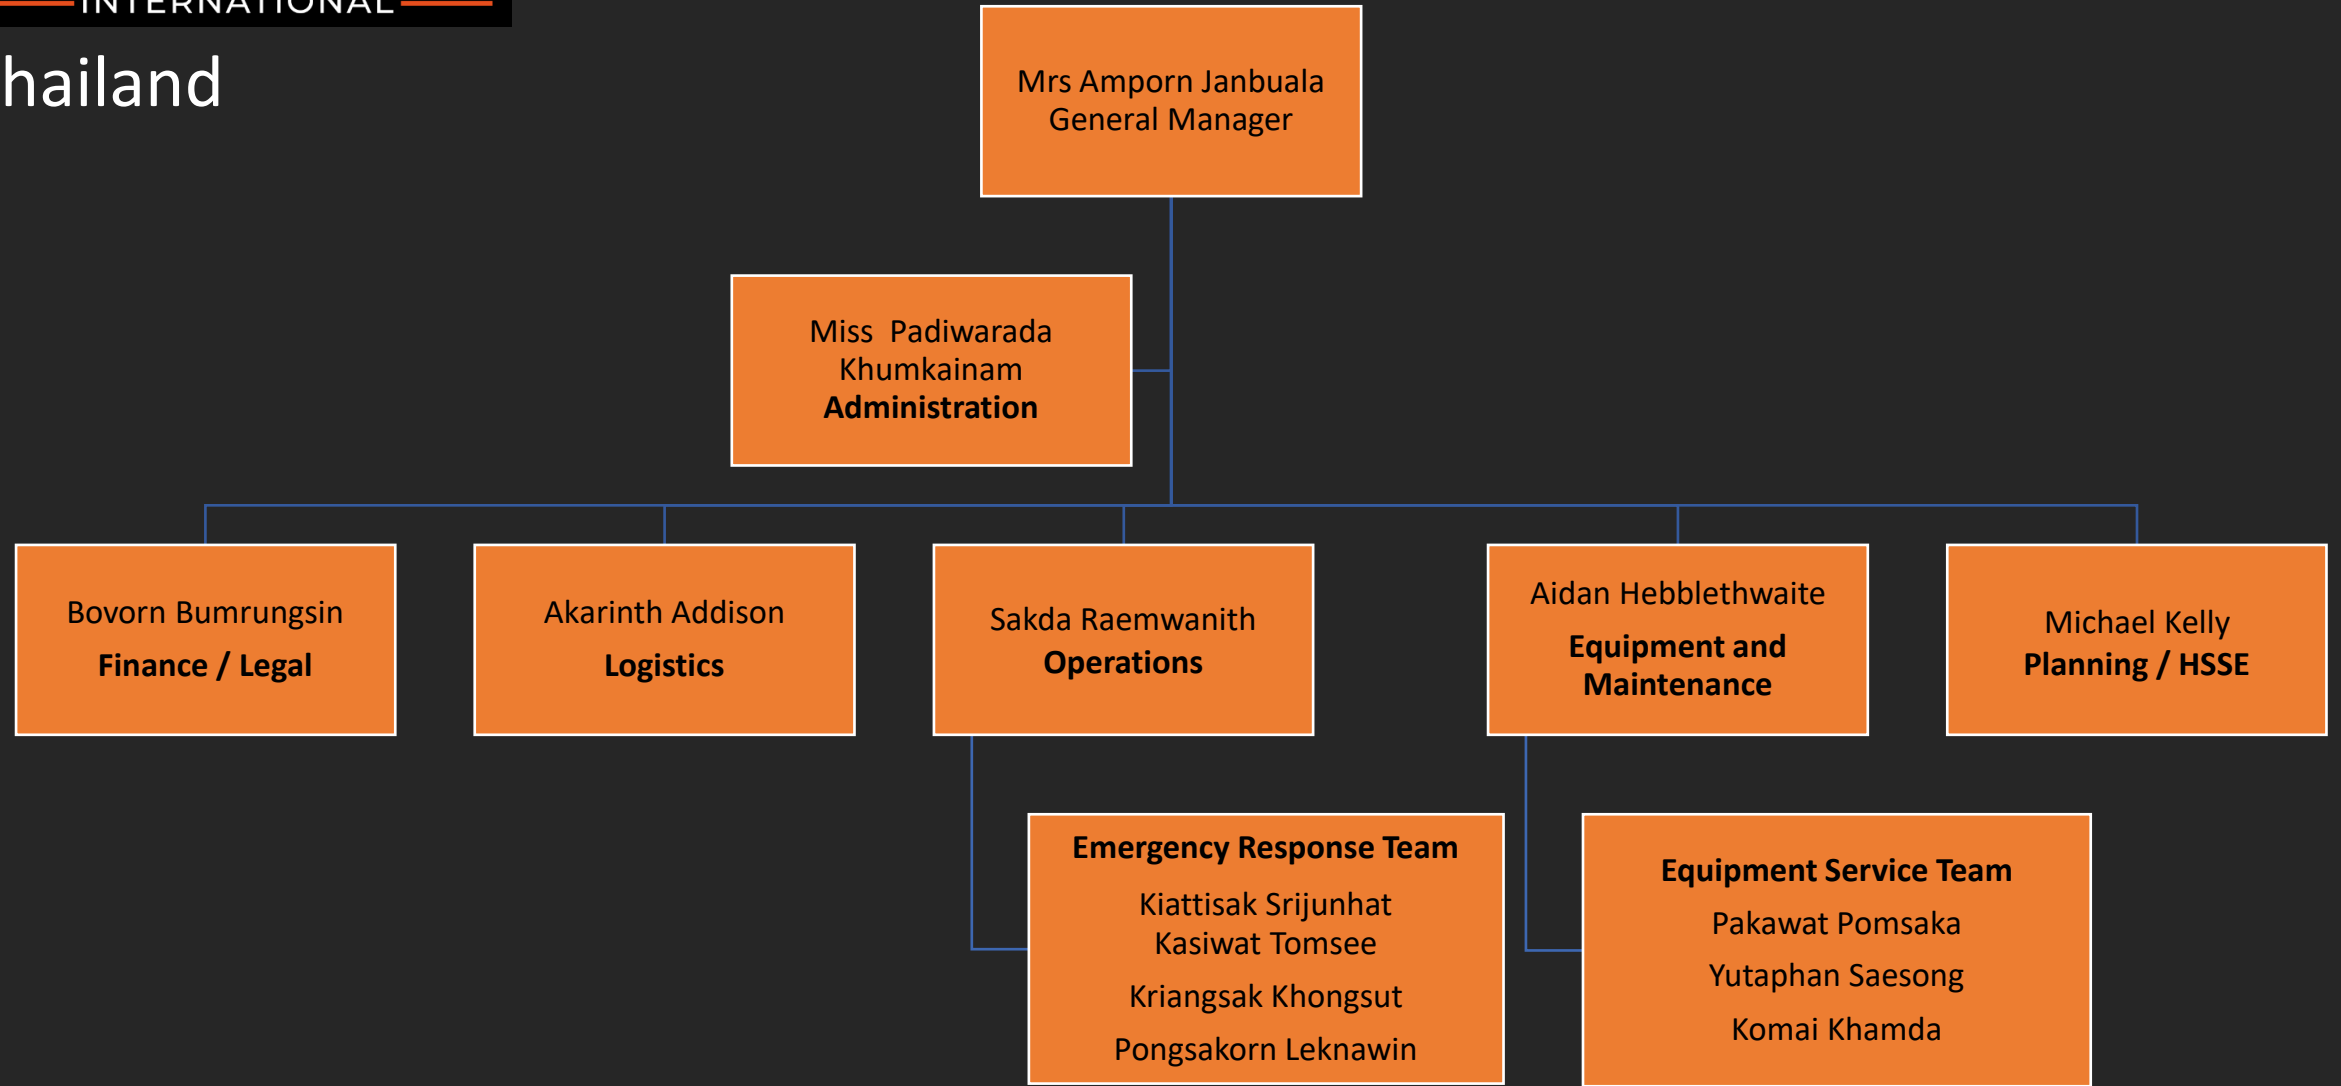 INTERNATIONAL
hailand
Mrs Amporn Janbuala
General Manager
Miss  Padiwarada
Khumkainam
Administration
Bovorn Bumrungsin
Finance / Legal
Akarinth Addison
Logistics
Sakda Raemwanith
Operations
Aidan Hebblethwaite
Equipment and
Maintenance
Michael Kelly
Planning / HSSE
Emergency Response Team
Kiattisak Srijunhat
Kasiwat Tomsee
Kriangsak Khongsut
Pongsakorn Leknawin
Equipment Service Team
Pakawat Pomsaka
Yutaphan Saesong
Komai Khamda